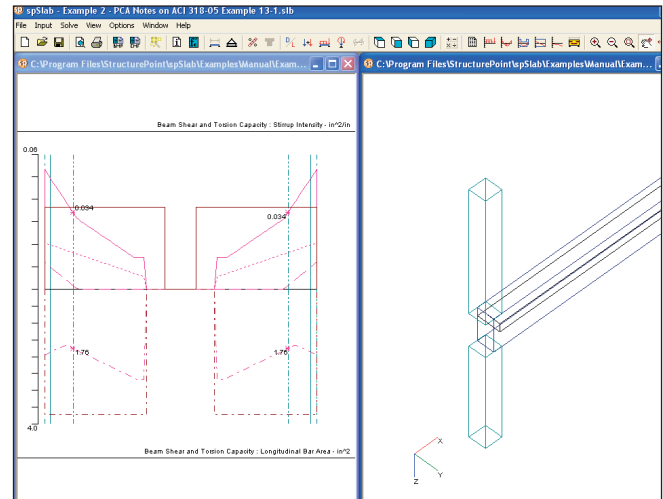 spSlab - Example 2 - PCA Notes on ACI 318-05 Example 13-1.slb
File Input Solve View Options Window Help
C:\Program Files\StructurePoint\spSlab\Examples\Manual\Exam...
C:\Program Files\StructurePoint\spSlab\Examples\Manual\Exam...
Beam Shear and Torsion Capacity : Stirrup Intensity - in^2/in
0.06
0.034
0.034
1.76
1.76
4.0
Beam Shear and Torsion Capacity : Longitudinal Bar Area - in^2
X
Y
Z